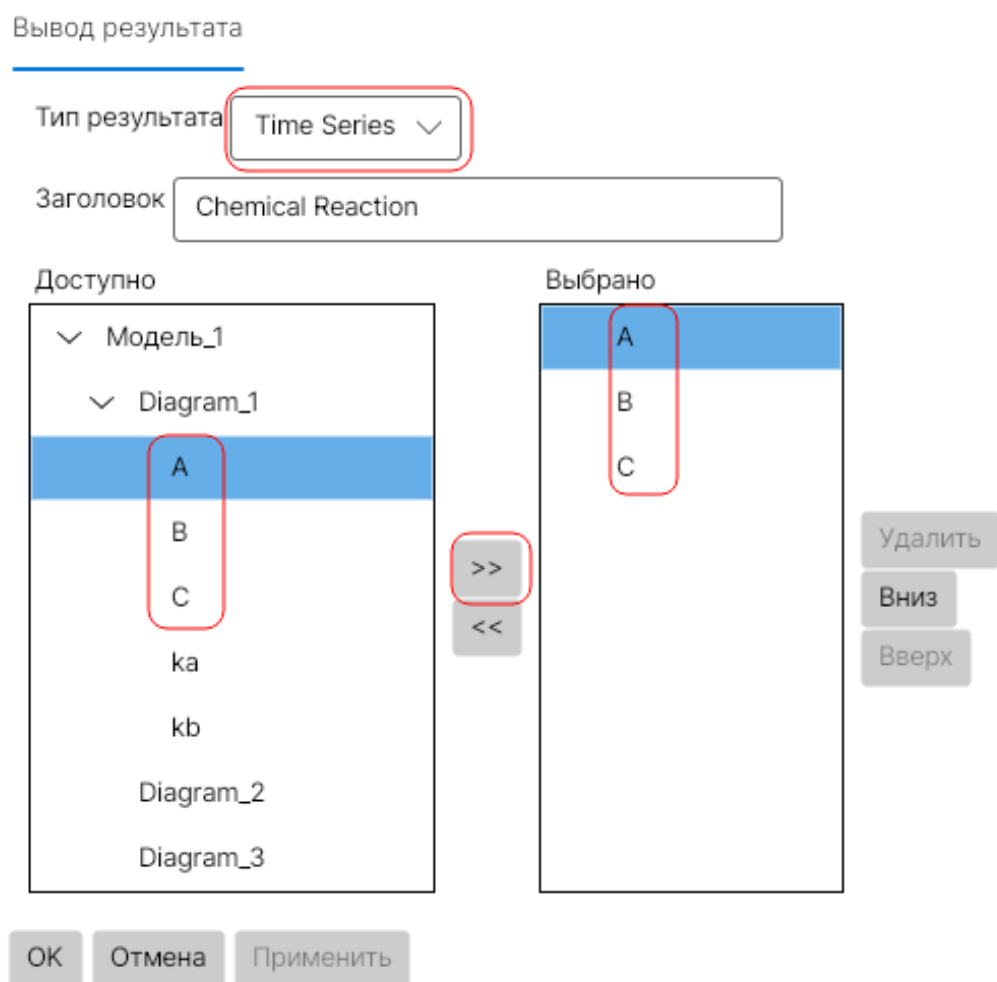 Вывод результата
Тип результата Time Series
Заголовок Chemical Reaction
Доступно Выбрано
Модель_1 A
Diagram_1 B
A C
B
C
>>
<<
Удалить
Вниз
Вверх
ka
kb
Diagram_2
Diagram_3
OK Отмена Применить